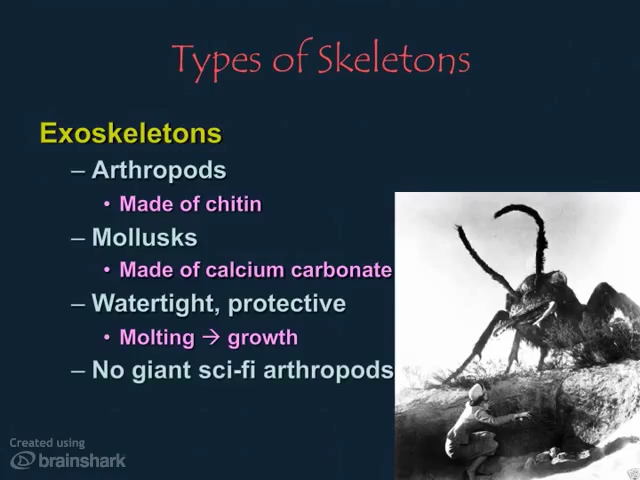 Types of Skeletons
Exoskeletons
– Arthropods
• Made of chitin
– Mollusks
• Made of calcium carbonate
– Watertight, protective
• Molting → growth
– No giant sci-fi arthropods
Created using
brainshark